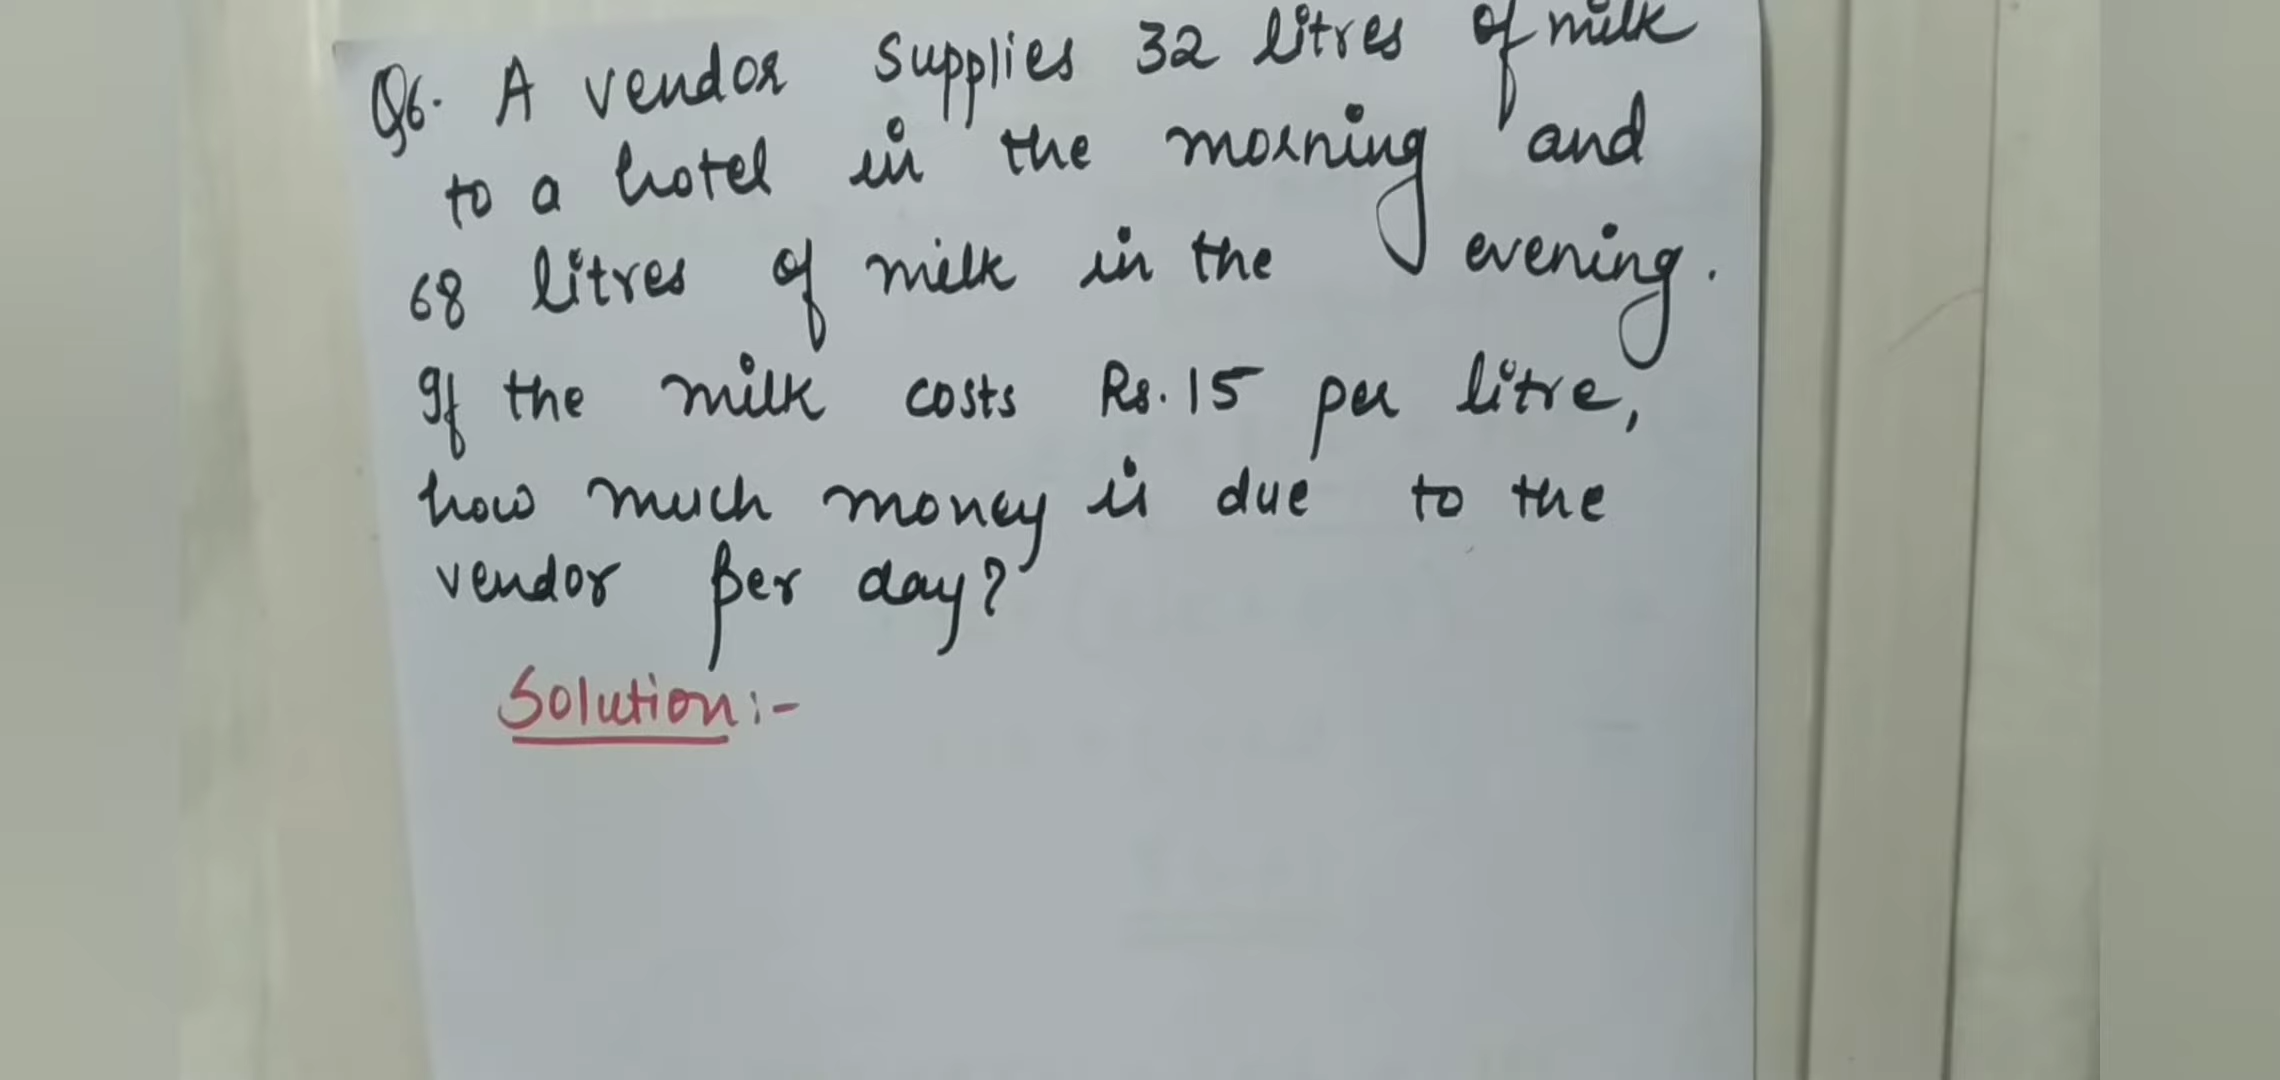 Q6. A vendor supplies 32 litres of milk
to a hotel in the morning and
68 litres of milk in the evening.
If the milk costs Rs. 15 per litre,
how much money is due to the
vendor per day?
Solution:-